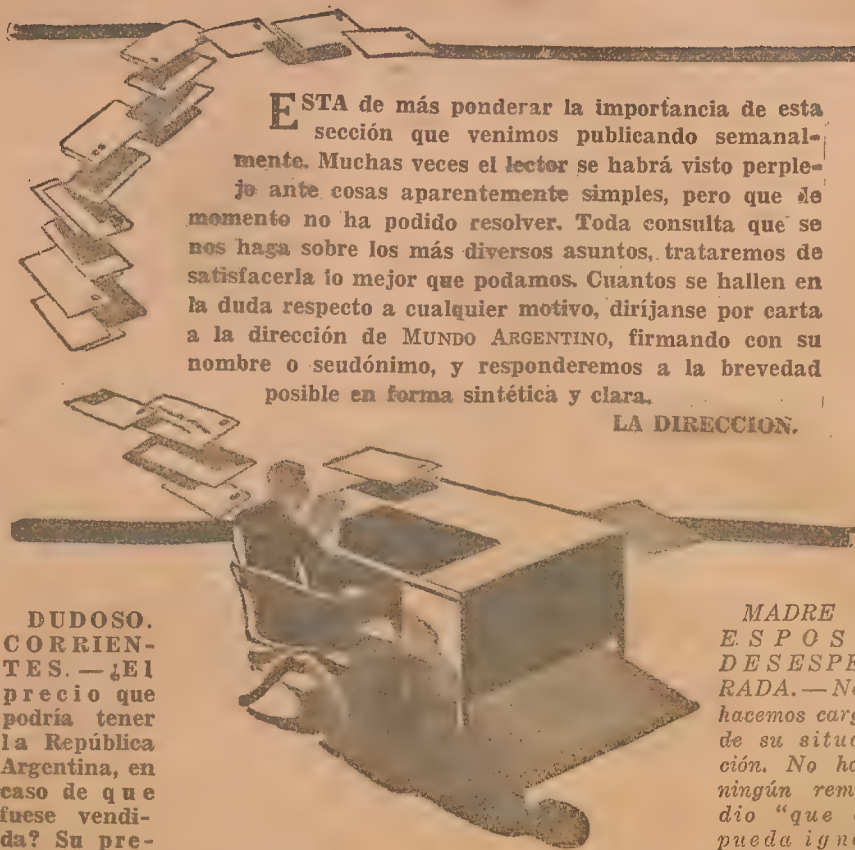 ESTA de más ponderar la importancia de esta
sección que venimos publicando semanal-
mente. Muchas veces el lector se habrá visto perple-
jo ante cosas aparentemente simples, pero que de
momento no ha podido resolver. Toda consulta que se
nos haga sobre los más diversos asuntos, trataremos de
satisfacerla lo mejor que podamos. Cuantos se hallen en
la duda respecto a cualquier motivo, diríjanse por carta
a la dirección de MUNDO ARGENTINO, firmando con su
nombre o seudónimo, y responderemos a la brevedad
posible en forma sintética y clara.
LA DIRECCION.
DUDOSO.
CORRIEN-
TES. — ¿El
precio que
podría tener
la República
Argentina, en
caso de que
fuese vendi-
da? Su pre-
MADRE
ESPOS
DESESPE
RADA. — No
hacemos carg
de su situa
ción. No ha
ningún reme
dio "que
pueda igno